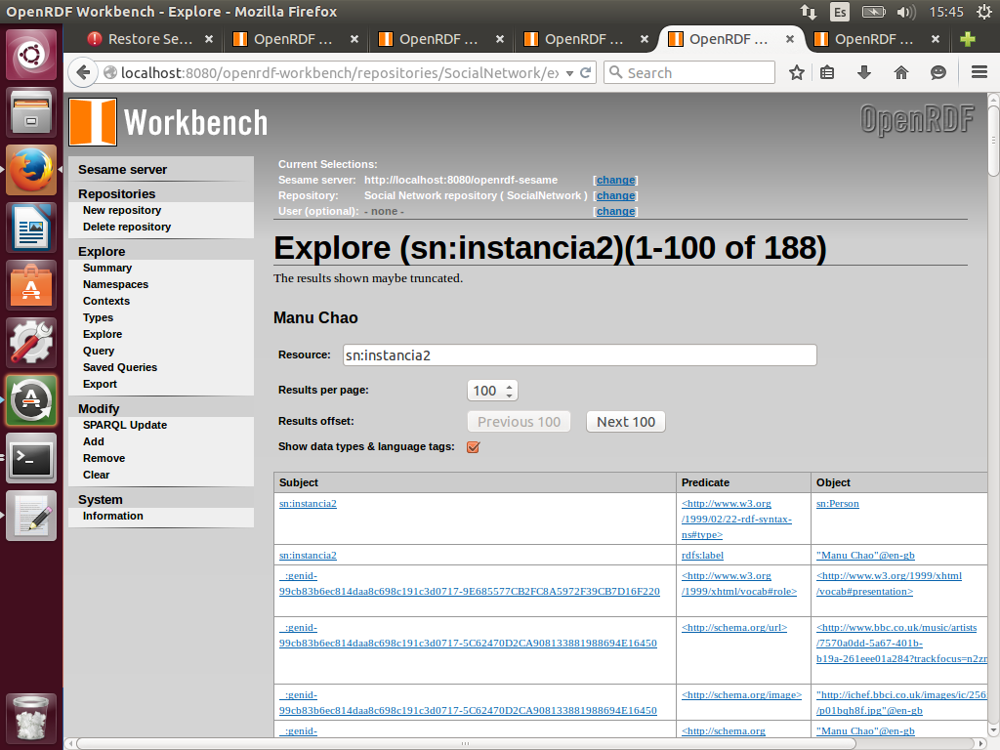 OpenRDF Workbench - Explore - Mozilla Firefox
Es
15:45
Restore Se...
OpenRDF ...
OpenRDF ...
OpenRDF ...
OpenRDF ...
OpenRDF ...
localhost:8080/openrdf-workbench/repositories/SocialNetwork/ex
Search
Workbench
OpenRDF
Sesame server
Repositories
New repository
Delete repository
Explore
Summary
Namespaces
Contexts
Types
Explore
Query
Saved Queries
Export
Modify
SPARQL Update
Add
Remove
Clear
System
Information
Current Selections:
Sesame server: http://localhost:8080/openrdf-sesame [change]
Repository: Social Network repository ( SocialNetwork ) [change]
User (optional): - none - [change]
Explore (sn:instancia2)(1-100 of 188)
The results shown maybe truncated.
Manu Chao
Resource: sn:instancia2
Results per page: 100
Results offset: Previous 100 Next 100
Show data types & language tags:
Subject Predicate Object
sn:instancia2
<http://www.w3.org
/1999/02/22-rdf-syntax-
ns#type>
sn:Person
sn:instancia2 rdfs:label "Manu Chao"@en-gb
_:genid-
99cb83b6ec814daa8c698c191c3d0717-9E685577CB2FC8A5972F39CB7D16F220
<http://www.w3.org
/1999/xhtml/vocab#role>
<http://www.w3.org/1999/xhtml
/vocab#presentation>
_:genid-
99cb83b6ec814daa8c698c191c3d0717-5C62470D2CA908133881988694E16450
<http://schema.org/url>
<http://www.bbc.co.uk/music/artists
/7570a0dd-5a67-401b-
b19a-261eee01a284?trackfocus=n2zn
_:genid-
99cb83b6ec814daa8c698c191c3d0717-5C62470D2CA908133881988694E16450
<http://schema.org/image>
"http://ichef.bbci.co.uk/images/ic/256
/p01bqh8f.jpg"@en-gb
_:genid-
<http://schema.org
"Manu Chao"@en-gb